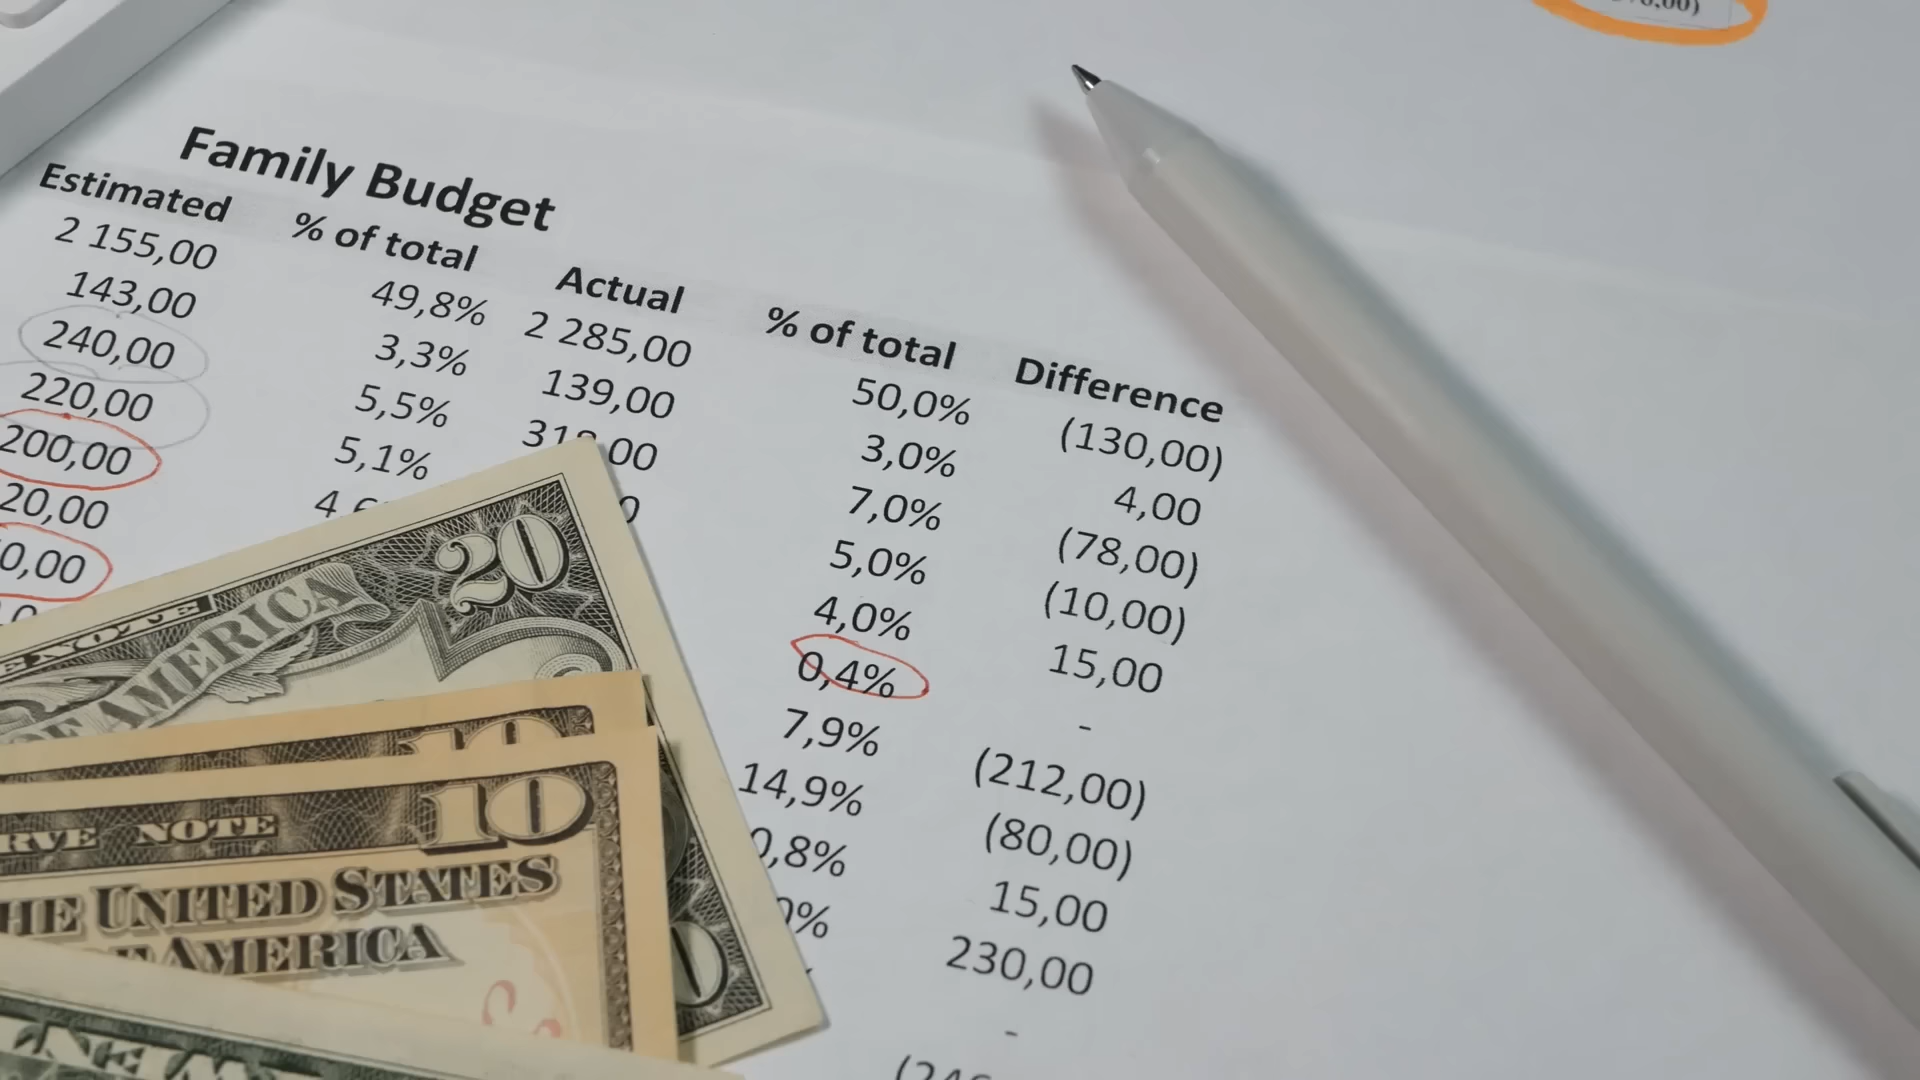 Family Budget
Estimated % of total Actual % of total Difference
2 155,00 49,8% 2 285,00 50,0% (130,00)
143,00 3,3% 139,00 3,0% 4,00
240,00 5,5% 318,00 7,0% (78,00)
220,00 5,1% 5,0% (10,00)
200,00 4,0% 15,00
20,00 0,4% -
7,9% (212,00)
14,9% (80,00)
0,8% 15,00
230,00
-
20
AMERICA
10
10
NOTE
THE UNITED STATES
AMERICA